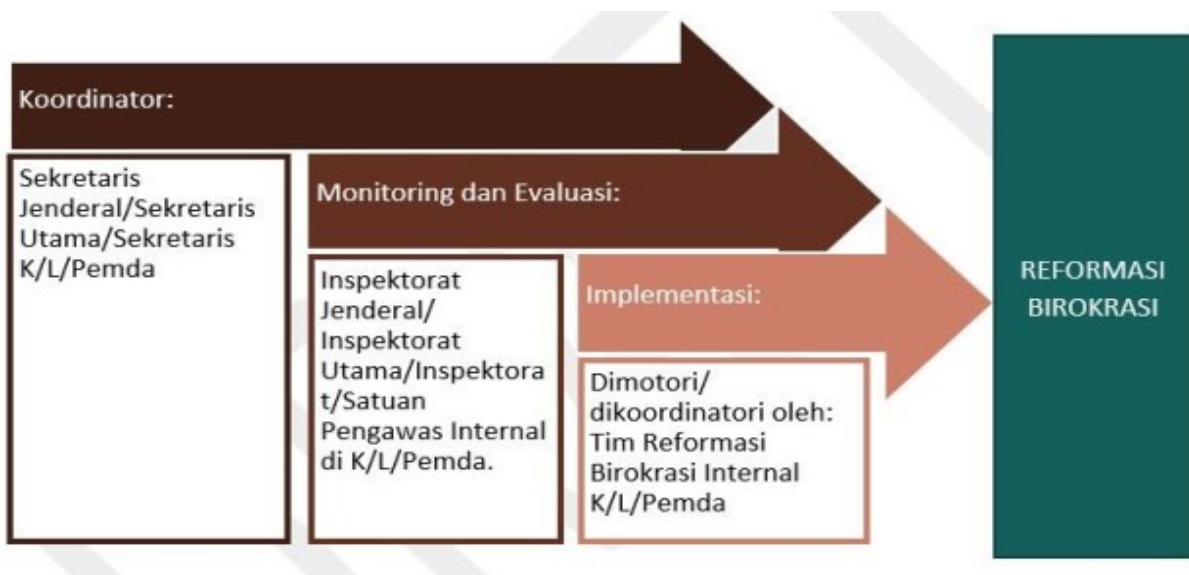 Koordinator:
Sekretaris
Jenderal/Sekretaris
Utama/Sekretaris
K/L/Pemda
Monitoring dan Evaluasi:
Inspektorat
Jenderal/
Inspektorat
Utama/Inspektora
t/Satuan
Pengawas Internal
di K/L/Pemda.
Implementasi:
Dimotori/
dikoordinatori oleh:
Tim Reformasi
Birokrasi Internal
K/L/Pemda
REFORMASI
BIROKRASI